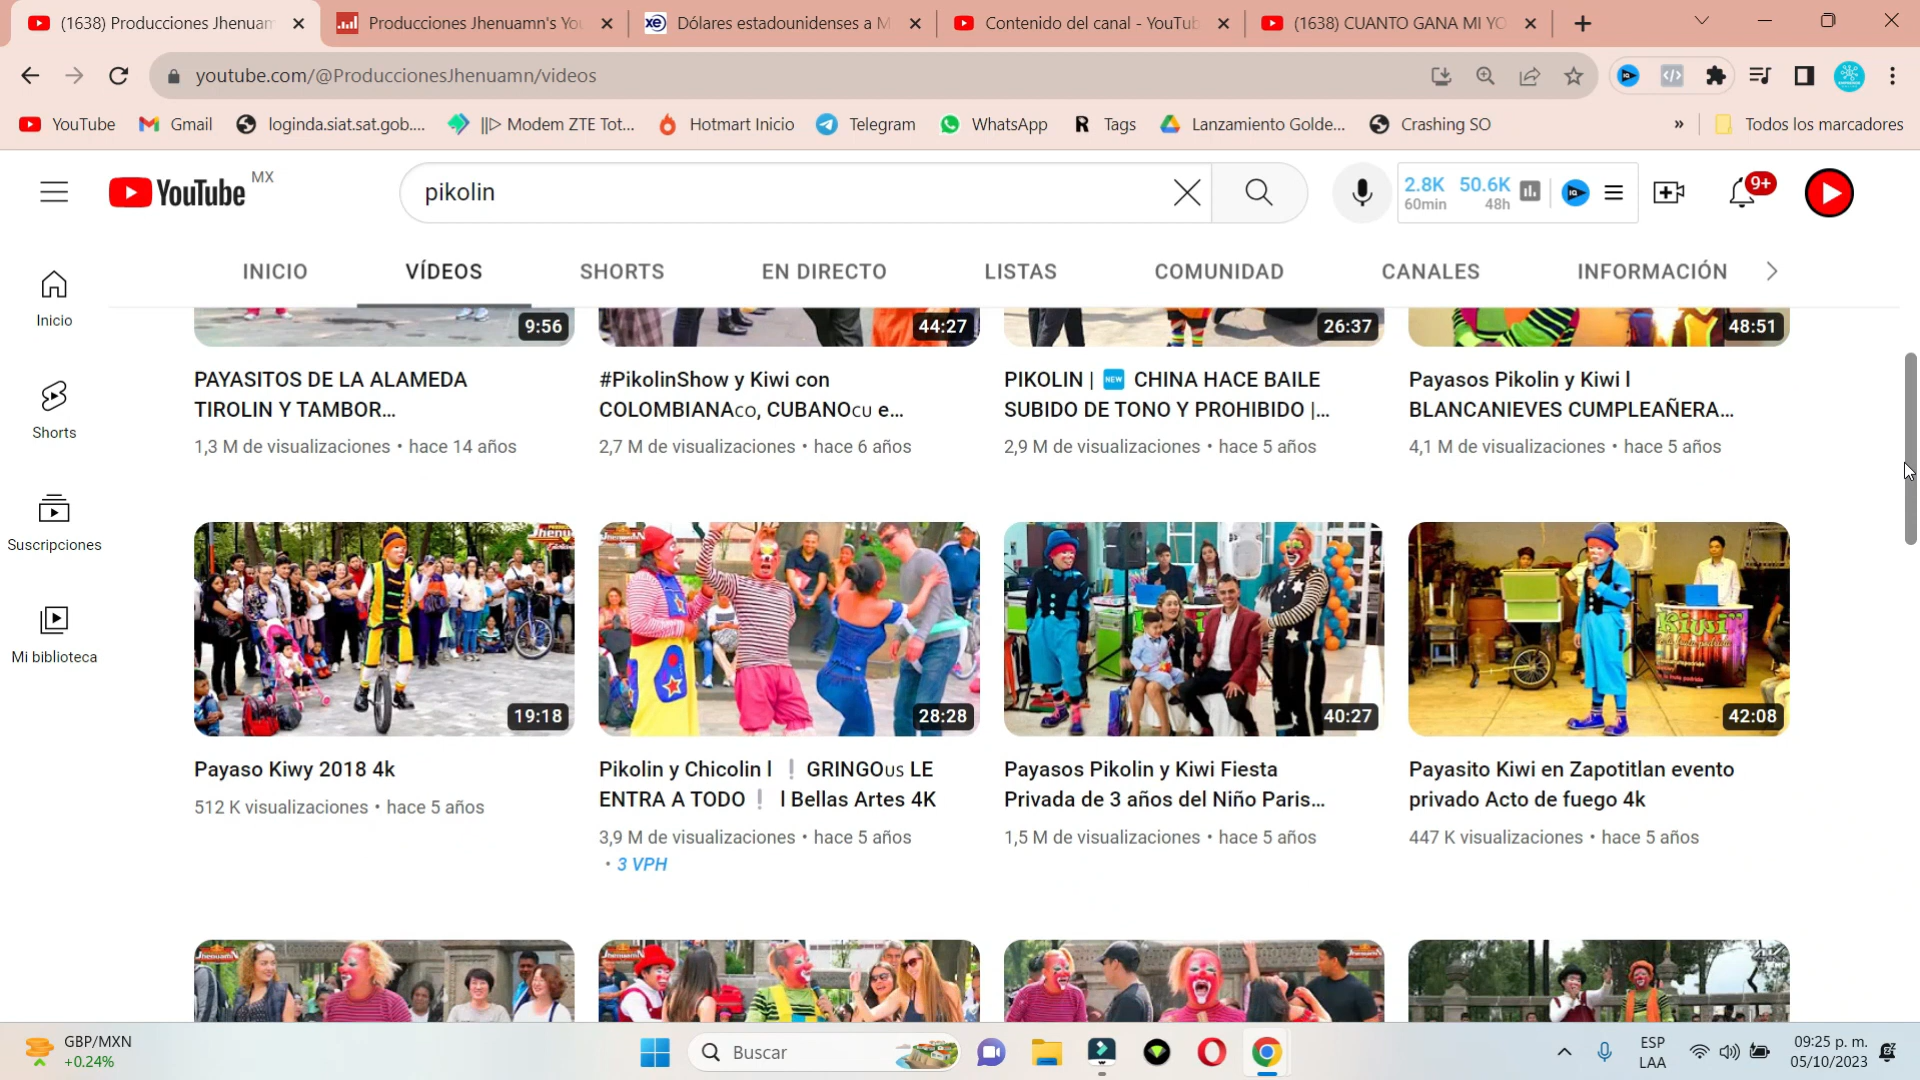 (1638) Producciones Jhenuam
Producciones Jhenuamn's You
Dólares estadounidenses a M
Contenido del canal - YouTub
(1638) CUANTO GANA MI YO
youtube.com/@ProduccionesJhenuamn/videos
YouTube
Gmail
loginda.siat.sat.gob....
||▷ Modem ZTE Tot...
Hotmart Inicio
Telegram
WhatsApp
R Tags
Lanzamiento Golde...
Crashing SO
»
Todos los marcadores
YouTube MX
pikolin
2.8K 50.6K
60min 48h
9+
INICIO
VÍDEOS
SHORTS
EN DIRECTO
LISTAS
COMUNIDAD
CANALES
INFORMACIÓN
Inicio
Shorts
Suscripciones
Mi biblioteca
9:56
44:27
26:37
48:51
PAYASITOS DE LA ALAMEDA
TIROLIN Y TAMBOR...
1,3 M de visualizaciones • hace 14 años
#PikolinShow y Kiwi con
COLOMBIANACO, CUBANOCU e...
2,7 M de visualizaciones • hace 6 años
PIKOLIN | NEW CHINA HACE BAILE
SUBIDO DE TONO Y PROHIBIDO |...
2,9 M de visualizaciones • hace 5 años
Payasos Pikolin y Kiwi l
BLANCANIEVES CUMPLEAÑERA...
4,1 M de visualizaciones • hace 5 años
19:18
28:28
40:27
Kiwi
42:08
Payaso Kiwy 2018 4k
512 K visualizaciones • hace 5 años
Pikolin y Chicolin l ❕ GRINGOUS LE
ENTRA A TODO❕ l Bellas Artes 4K
3,9 M de visualizaciones • hace 5 años
• 3 VPH
Payasos Pikolin y Kiwi Fiesta
Privada de 3 años del Niño Paris...
1,5 M de visualizaciones • hace 5 años
Payasito Kiwi en Zapotitlan evento
privado Acto de fuego 4k
447 K visualizaciones • hace 5 años
GBP/MXN
+0.24%
Buscar
ESP
LAA
09:25 p. m.
05/10/2023